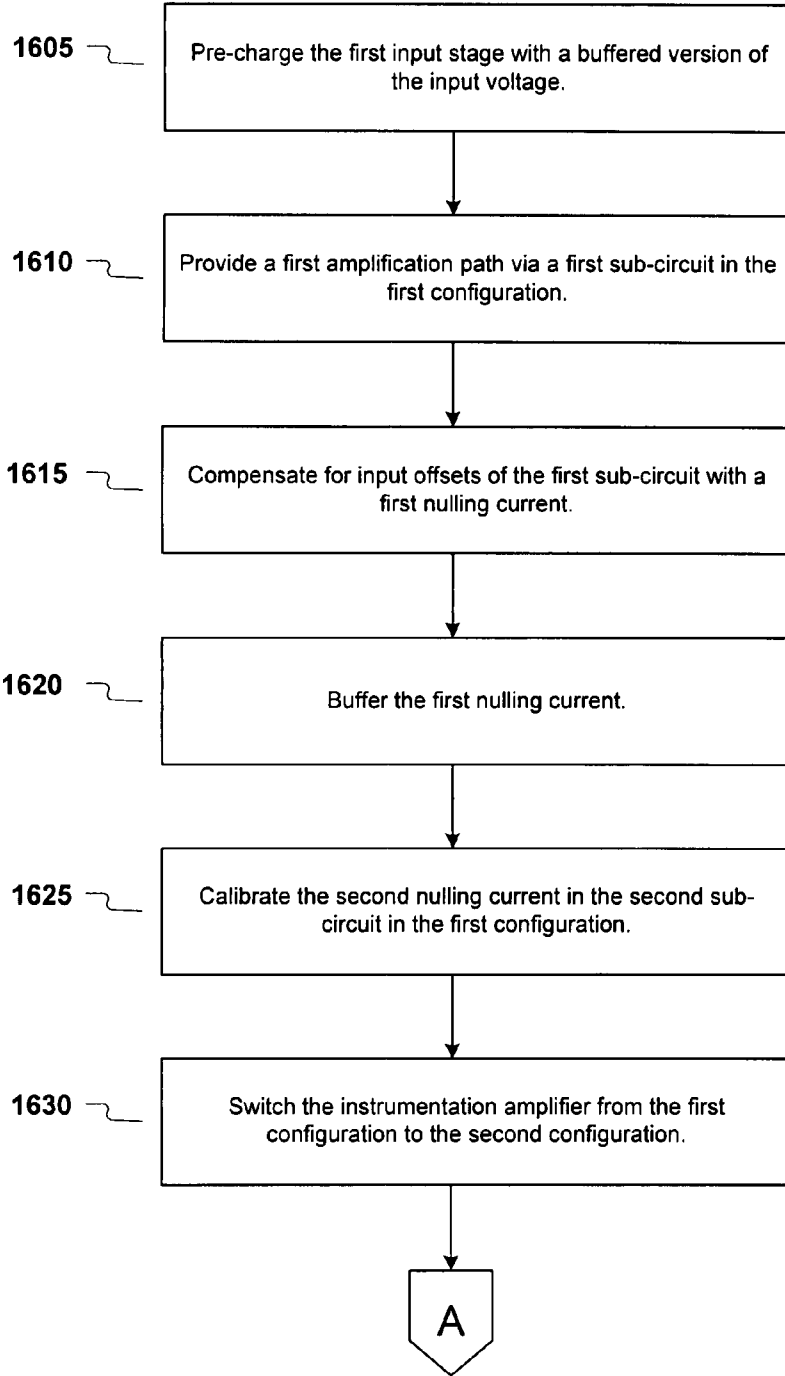 1605
Pre-charge the first input stage with a buffered version of
the input voltage.
1610
Provide a first amplification path via a first sub-circuit in the
first configuration.
1615
Compensate for input offsets of the first sub-circuit with a
first nulling current.
1620
Buffer the first nulling current.
1625
Calibrate the second nulling current in the second sub-
circuit in the first configuration.
1630
Switch the instrumentation amplifier from the first
configuration to the second configuration.
A